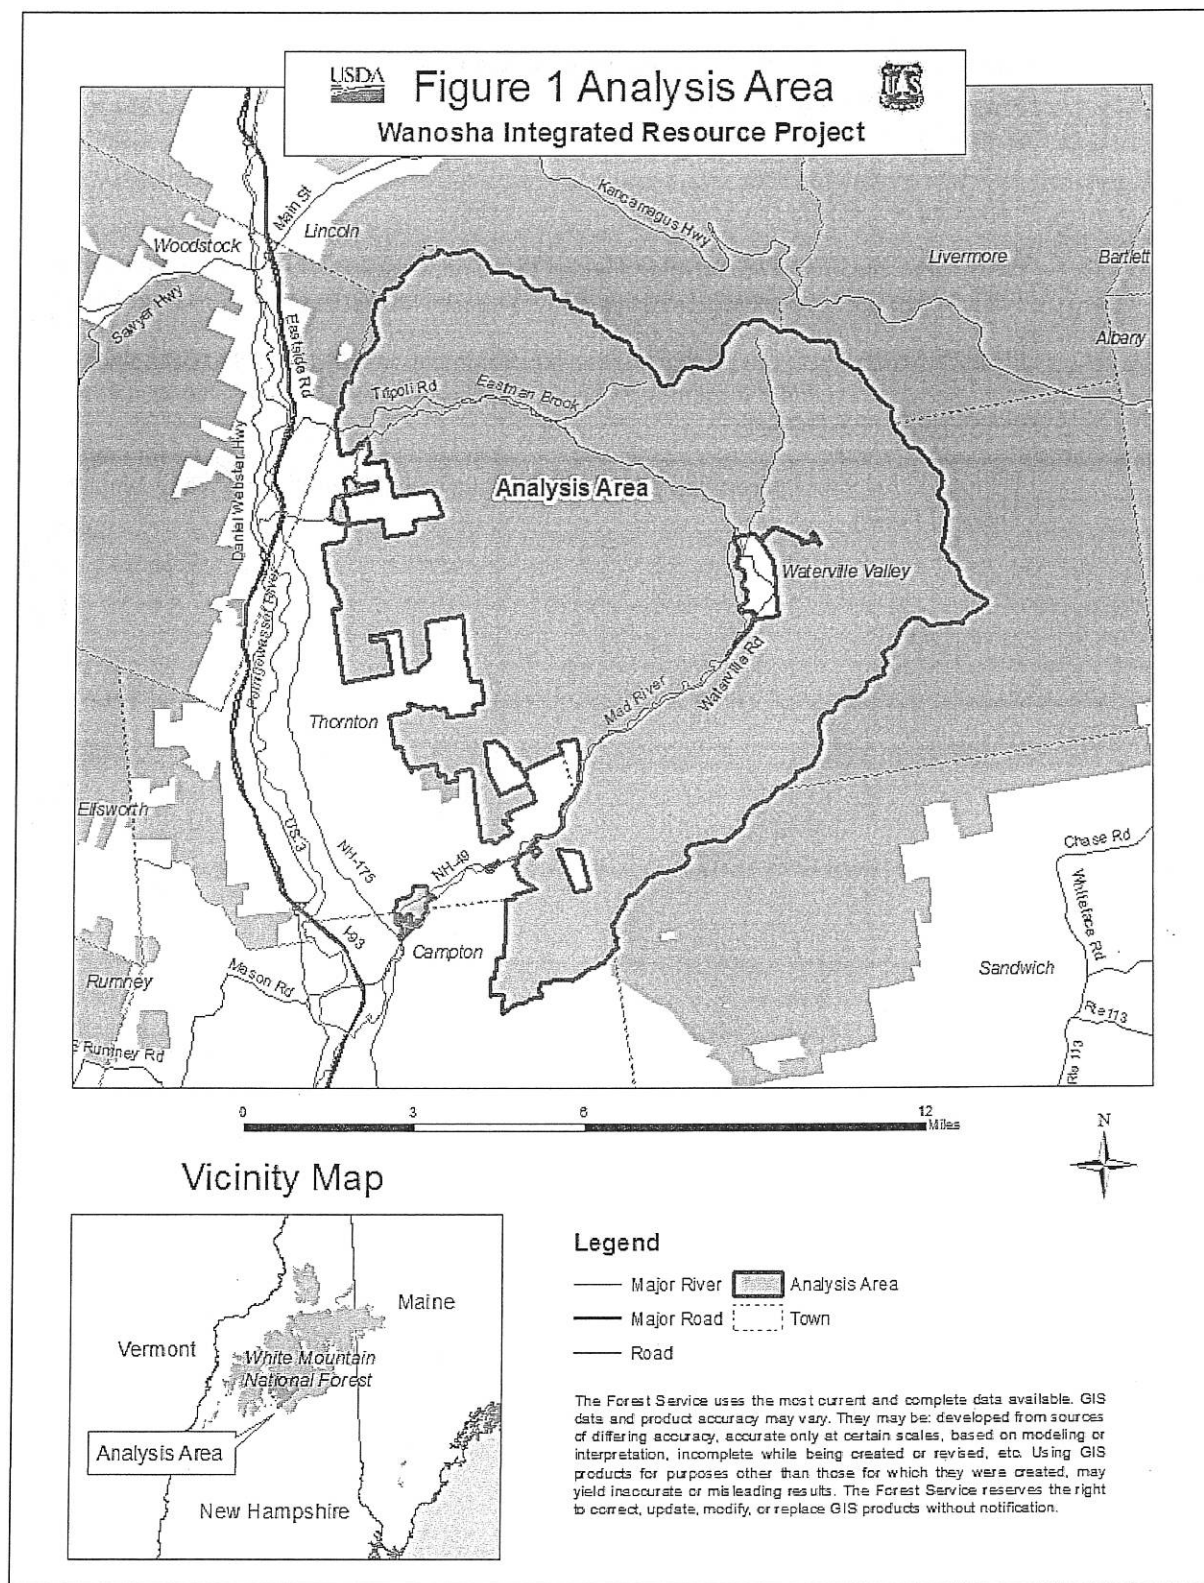 USDA
Figure 1 Analysis Area
US
Wanosha Integrated Resource Project
Kancamagus Hwy
Main St
Lincoln
Woodstock
Livermore
Bartlett
Sawyer Hwy
Eastside Rd
Albany
Tripoli Rd
Eastman Brook
Daniel Webster Hwy
Analysis Area
Waterville Valley
Pemigewasset River
Waterville Rd
Mad River
Thornton
Ellsworth
US-3
NH-175
NH-49
Chase Rd
Whiteface Rd
I-93
Campton
Sandwich
Rumney
Mason Rd
Rte 113
Rumney Rd
Rte 113
0 3 6 12
Miles
N
Vicinity Map
Legend
Major River
Analysis Area
Major Road
Town
Road
Maine
Vermont
White Mountain
National Forest
Analysis Area
New Hampshire
The Forest Service uses the most current and complete data available. GIS
data and product accuracy may vary. They may be: developed from sources
of differing accuracy, accurate only at certain scales, based on modeling or
interpretation, incomplete while being created or revised, etc. Using GIS
products for purposes other than those for which they were created, may
yield inaccurate or misleading results. The Forest Service reserves the right
to correct, update, modify, or replace GIS products without notification.